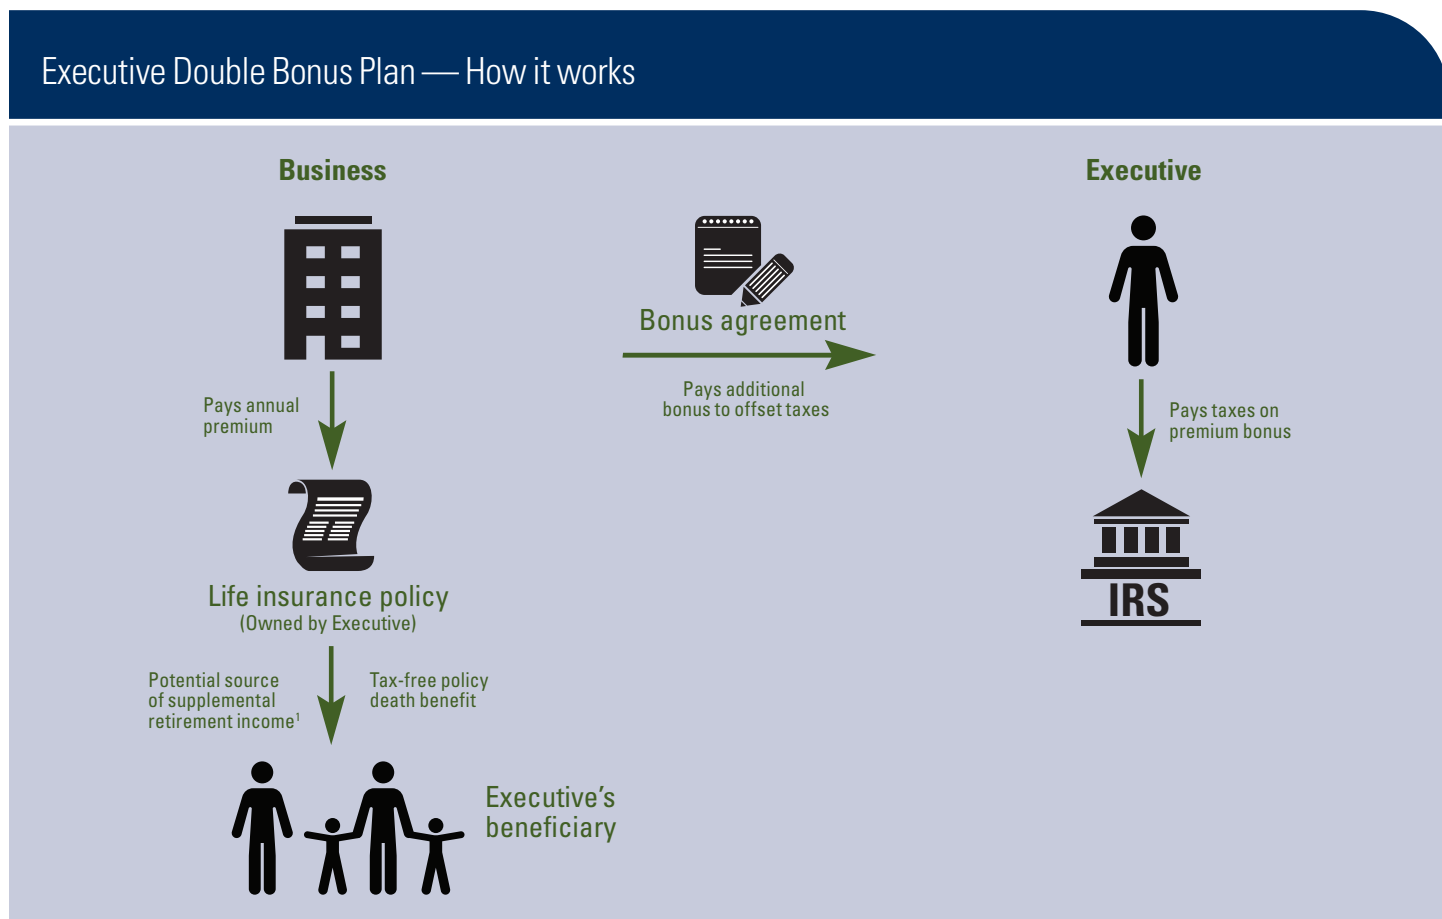 Executive Double Bonus Plan — How it works
Business
Executive
Bonus agreement
Pays additional
bonus to offset taxes
Pays annual
premium
Pays taxes on
premium bonus
Life insurance policy
(Owned by Executive)
IRS
Potential source
of supplemental
retirement income¹
Tax-free policy
death benefit
Executive’s
beneficiary